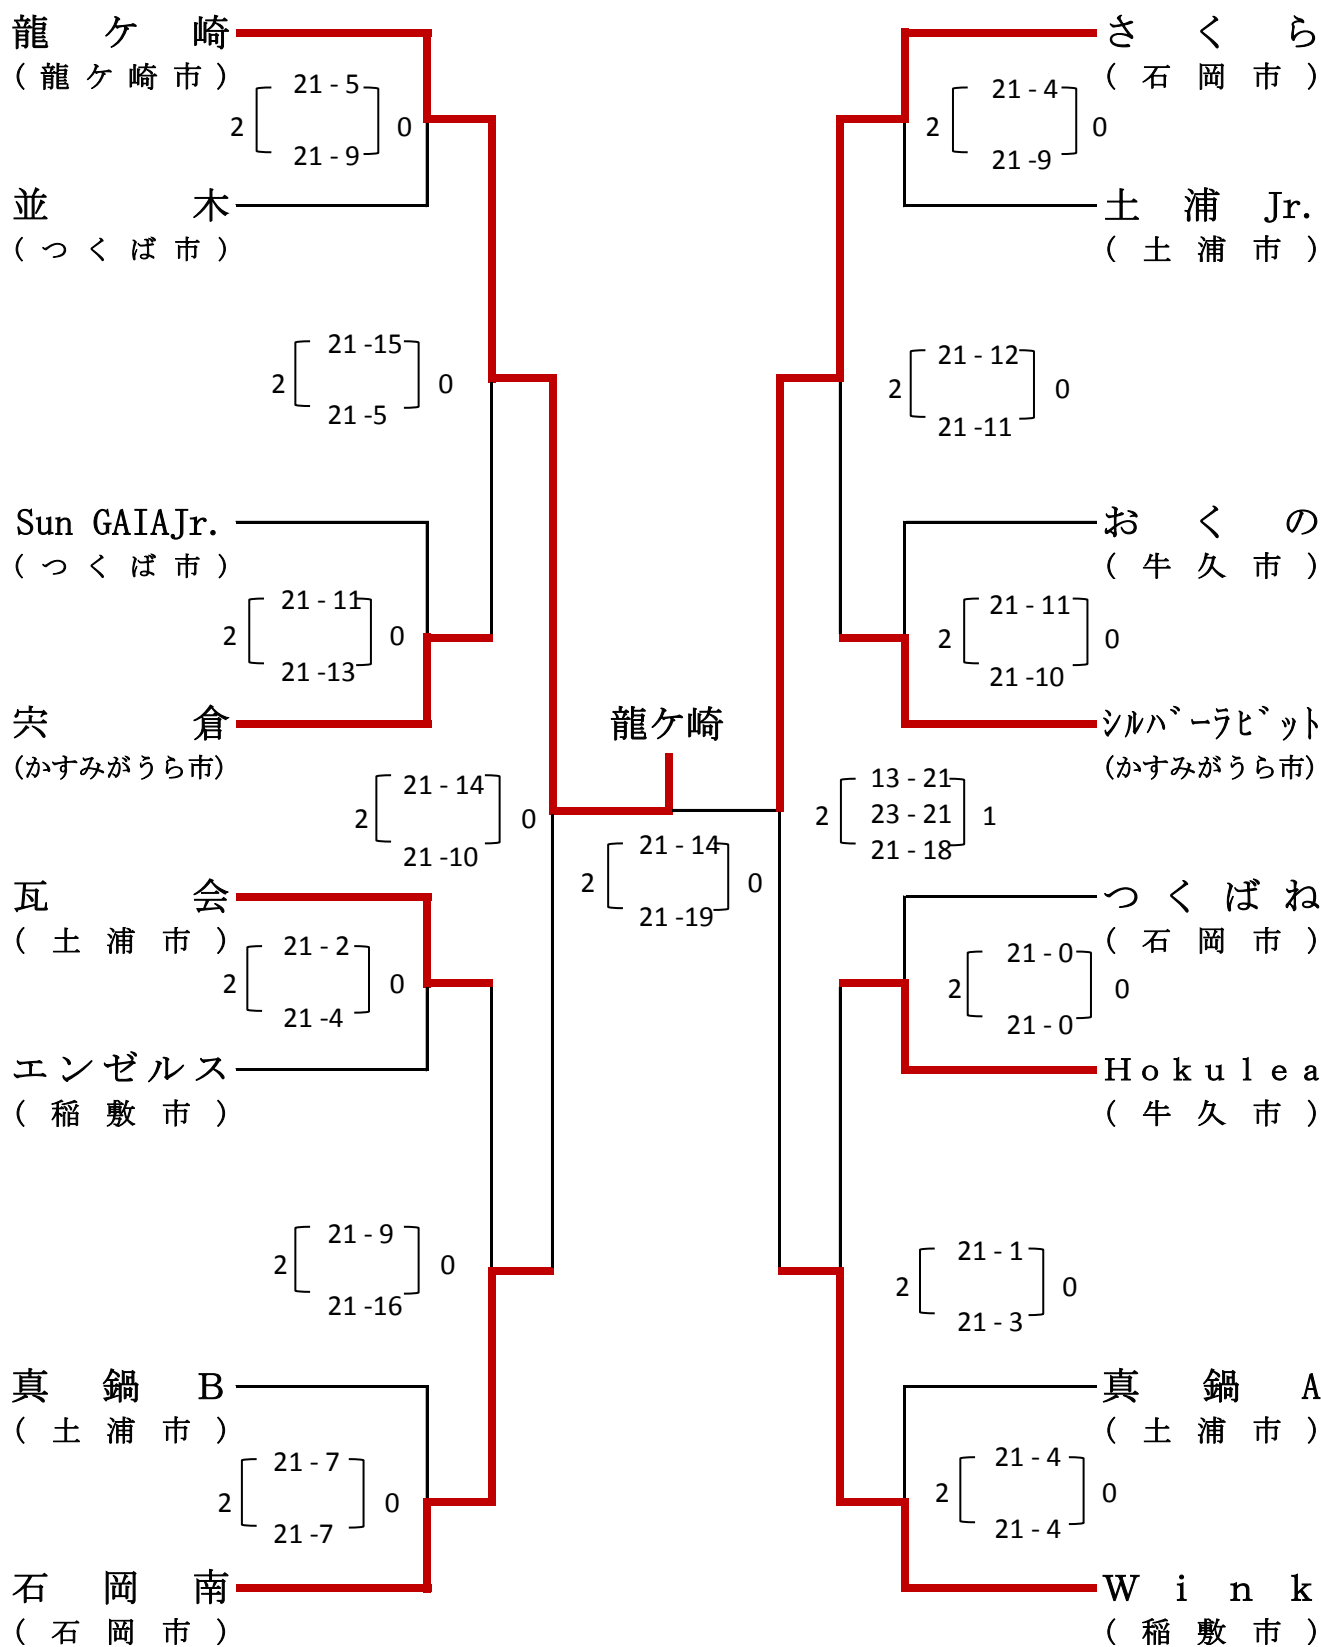 龍ケ崎
(龍ケ崎市)
21 - 5
2 0
21 - 9
並木
(つくば市)
21 -15
2 0
21 -5
Sun GAIAJr.
(つくば市)
21 - 11
2 0
21 -13
宍倉
(かすみがうら市)
21 - 14
2 0
21 -10
瓦会
(土浦市)
21 - 2
2 0
21 -4
エンゼルス
(稲敷市)
21 - 9
2 0
21 -16
真鍋B
(土浦市)
21 - 7
2 0
21 -7
石岡南
(石岡市)
龍ケ崎
21 - 14
2 0
21 -19
さくら
(石岡市)
21 - 4
2 0
21 -9
土浦Jr.
(土浦市)
21 - 12
2 0
21 -11
おくの
(牛久市)
21 - 11
2 0
21 -10
シルバーラビット
(かすみがうら市)
13 - 21
2 23 - 21 1
21 - 18
つくばね
(石岡市)
21 - 0
2 0
21 - 0
Hokulea
(牛久市)
21 - 1
2 0
21 - 3
真鍋A
(土浦市)
21 - 4
2 0
21 - 4
Wink
(稲敷市)